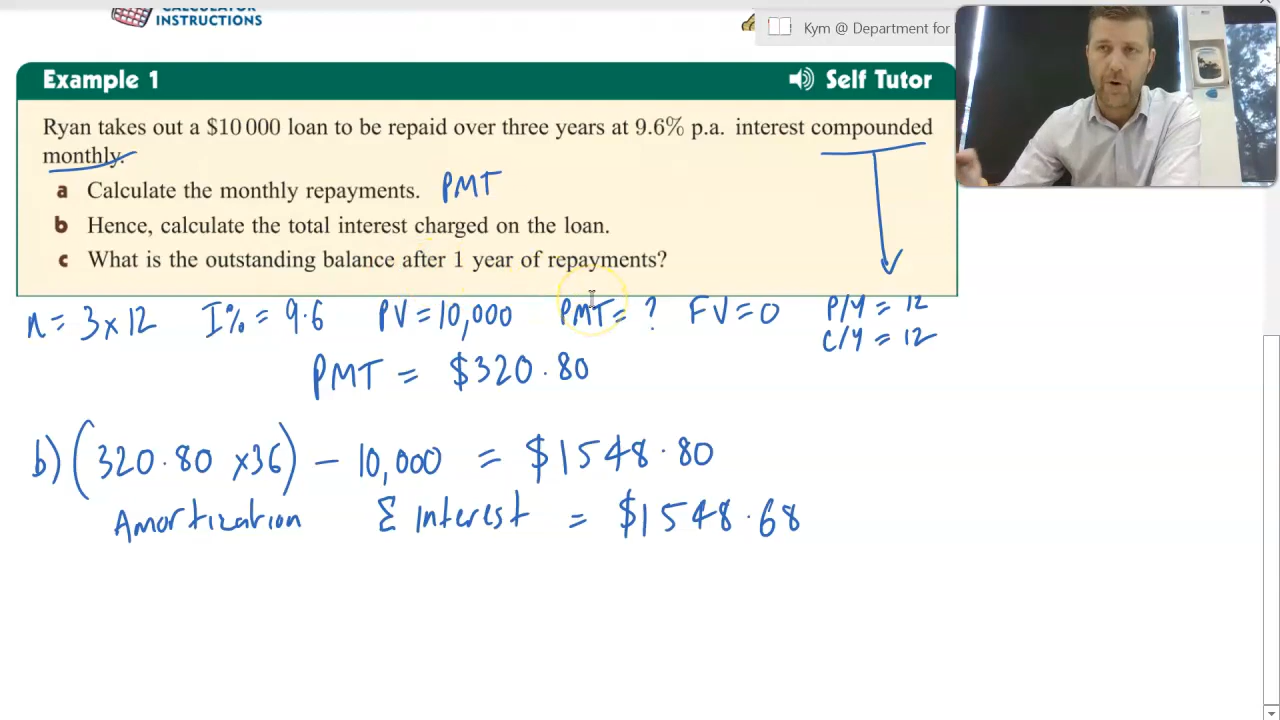 CALCULATOR
INSTRUCTIONS
Kym @ Department for
Example 1 Self Tutor
Ryan takes out a $10 000 loan to be repaid over three years at 9.6% p.a. interest compounded
monthly.
a Calculate the monthly repayments. PMT
b Hence, calculate the total interest charged on the loan.
c What is the outstanding balance after 1 year of repayments?
n = 3×12 I% = 9.6 PV = 10,000 PMT = ? FV = 0 P/Y = 12
C/Y = 12
PMT = $320.80
b) (320.80 ×36) – 10,000 = $1548.80
Amortization Σ Interest = $1548.68